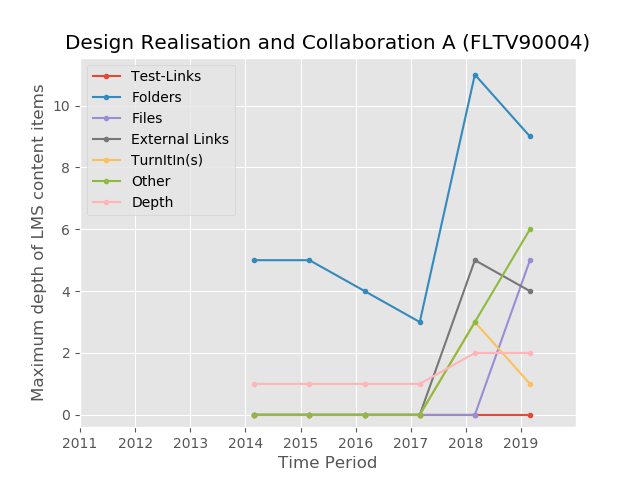 Design Realisation and Collaboration A (FLTV90004)
Maximum depth of LMS content items
10
8
6
4
2
0
Test-Links
Folders
Files
External Links
TurnItIn(s)
Other
Depth
2011 2012 2013 2014 2015 2016 2017 2018 2019
Time Period